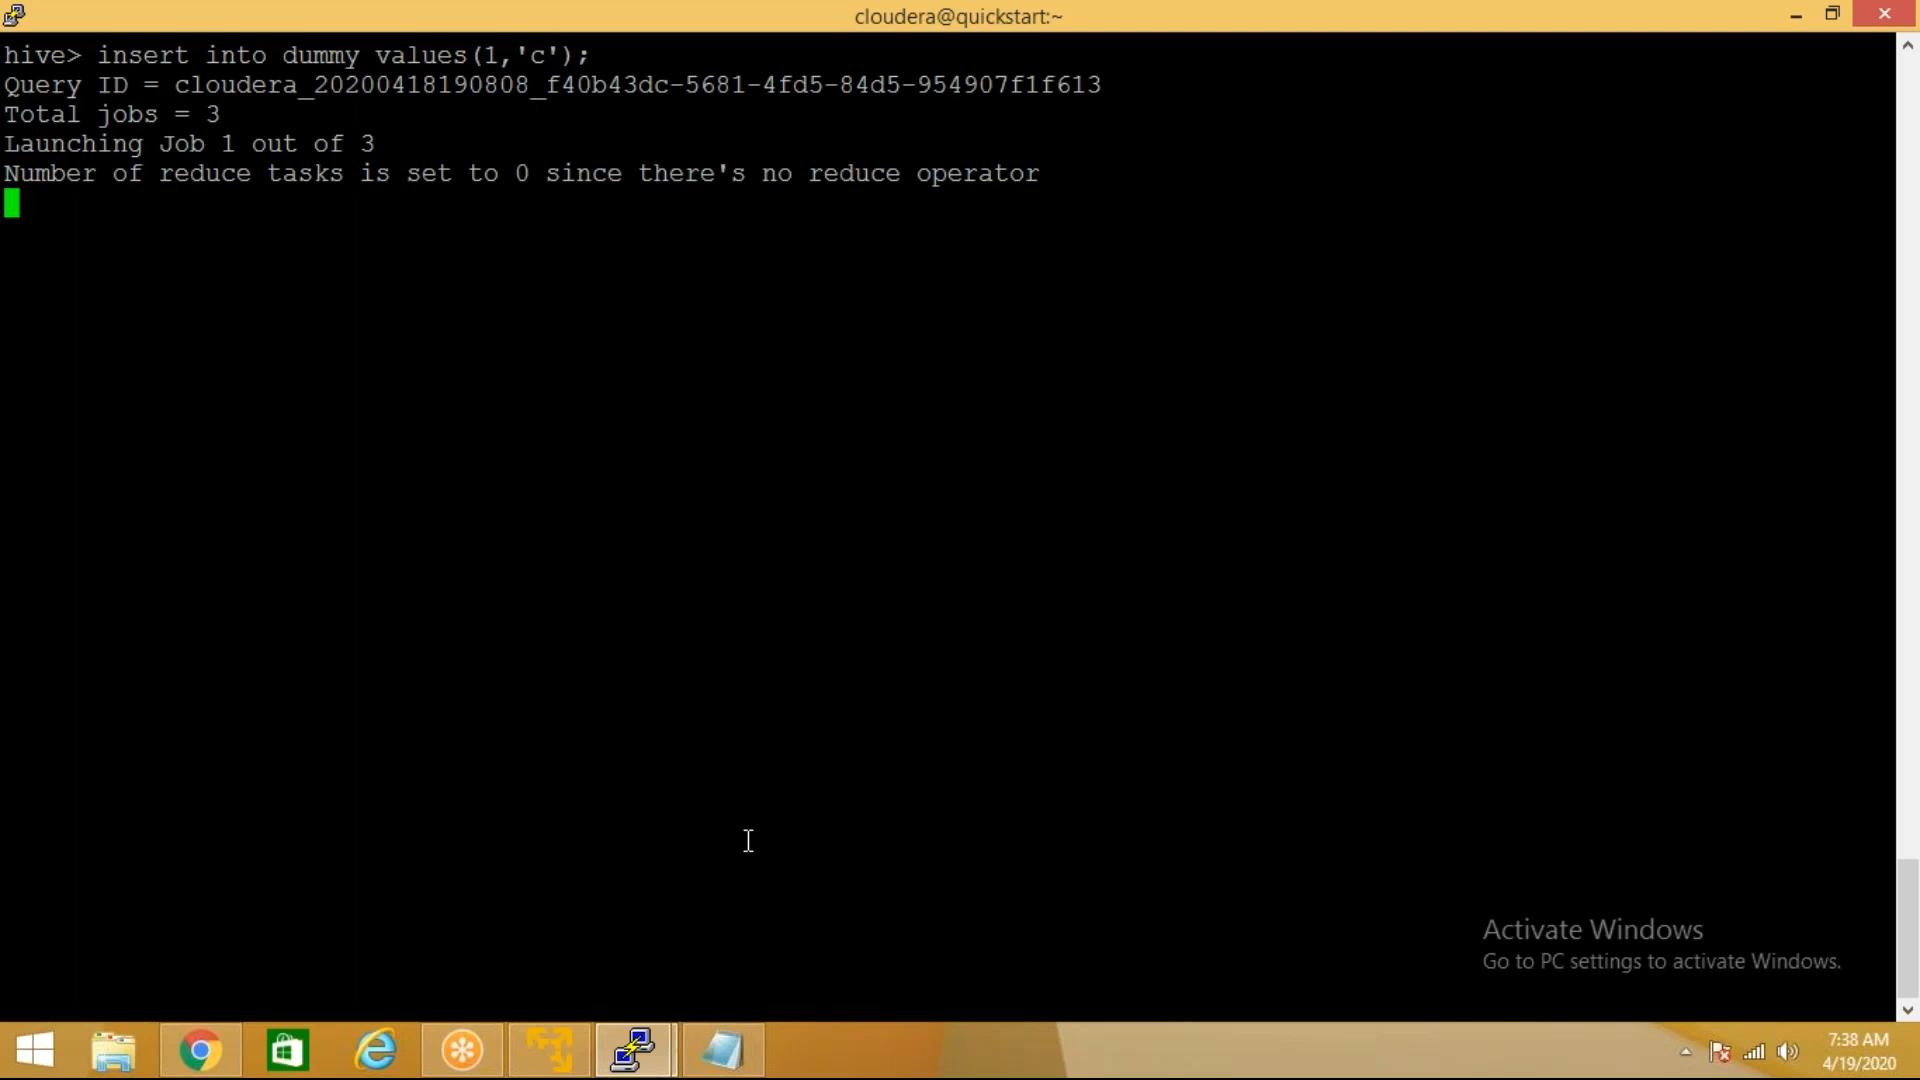 cloudera@quickstart:~
hive> insert into dummy values(1,'c');
Query ID = cloudera_20200418190808_f40b43dc-5681-4fd5-84d5-954907f1f613
Total jobs = 3
Launching Job 1 out of 3
Number of reduce tasks is set to 0 since there's no reduce operator
Activate Windows
Go to PC settings to activate Windows.
7:38 AM
4/19/2020